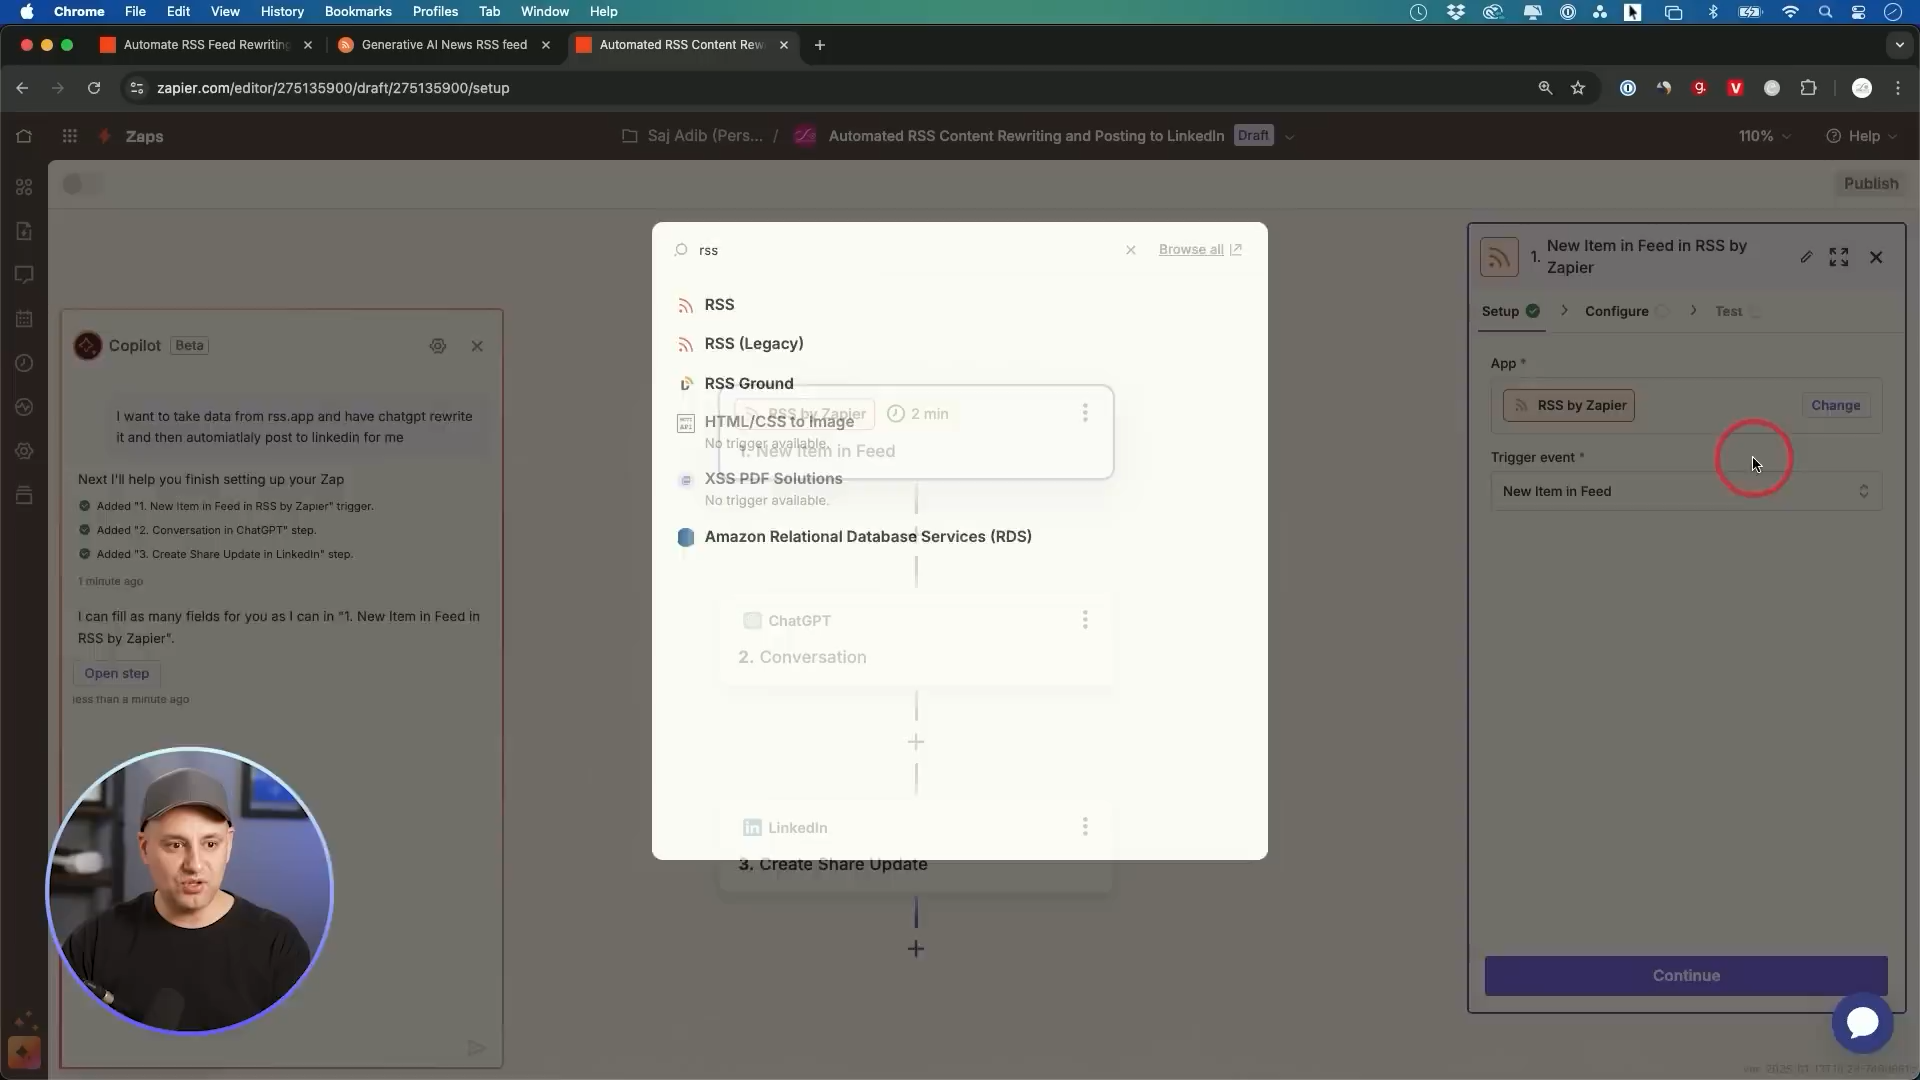 Chrome File Edit View History Bookmarks Profiles Tab Window Help
Automate RSS Feed Rewriting
Generative AI News RSS feed
Automated RSS Content Rew
zapier.com/editor/275135900/draft/275135900/setup
Zaps
Saj Adib (Pers... /
Automated RSS Content Rewriting and Posting to LinkedIn
Draft
110%
Help
Publish
rss
Browse all
RSS
RSS (Legacy)
RSS Ground
HTML/CSS to Image
No trigger available.
XSS PDF Solutions
No trigger available.
Amazon Relational Database Services (RDS)
RSS by Zapier
2 min
1. New Item in Feed
ChatGPT
2. Conversation
LinkedIn
3. Create Share Update
Copilot
Beta
I want to take data from rss.app and have chatgpt rewrite
it and then automiatlaly post to linkedin for me
Next I'll help you finish setting up your Zap
Added "1. New Item in Feed in RSS by Zapier" trigger.
Added "2. Conversation in ChatGPT" step.
Added "3. Create Share Update in LinkedIn" step.
1 minute ago
I can fill as many fields for you as I can in "1. New Item in Feed in
RSS by Zapier".
Open step
less than a minute ago
1. New Item in Feed in RSS by
Zapier
Setup
Configure
Test
App *
RSS by Zapier
Change
Trigger event *
New Item in Feed
Continue